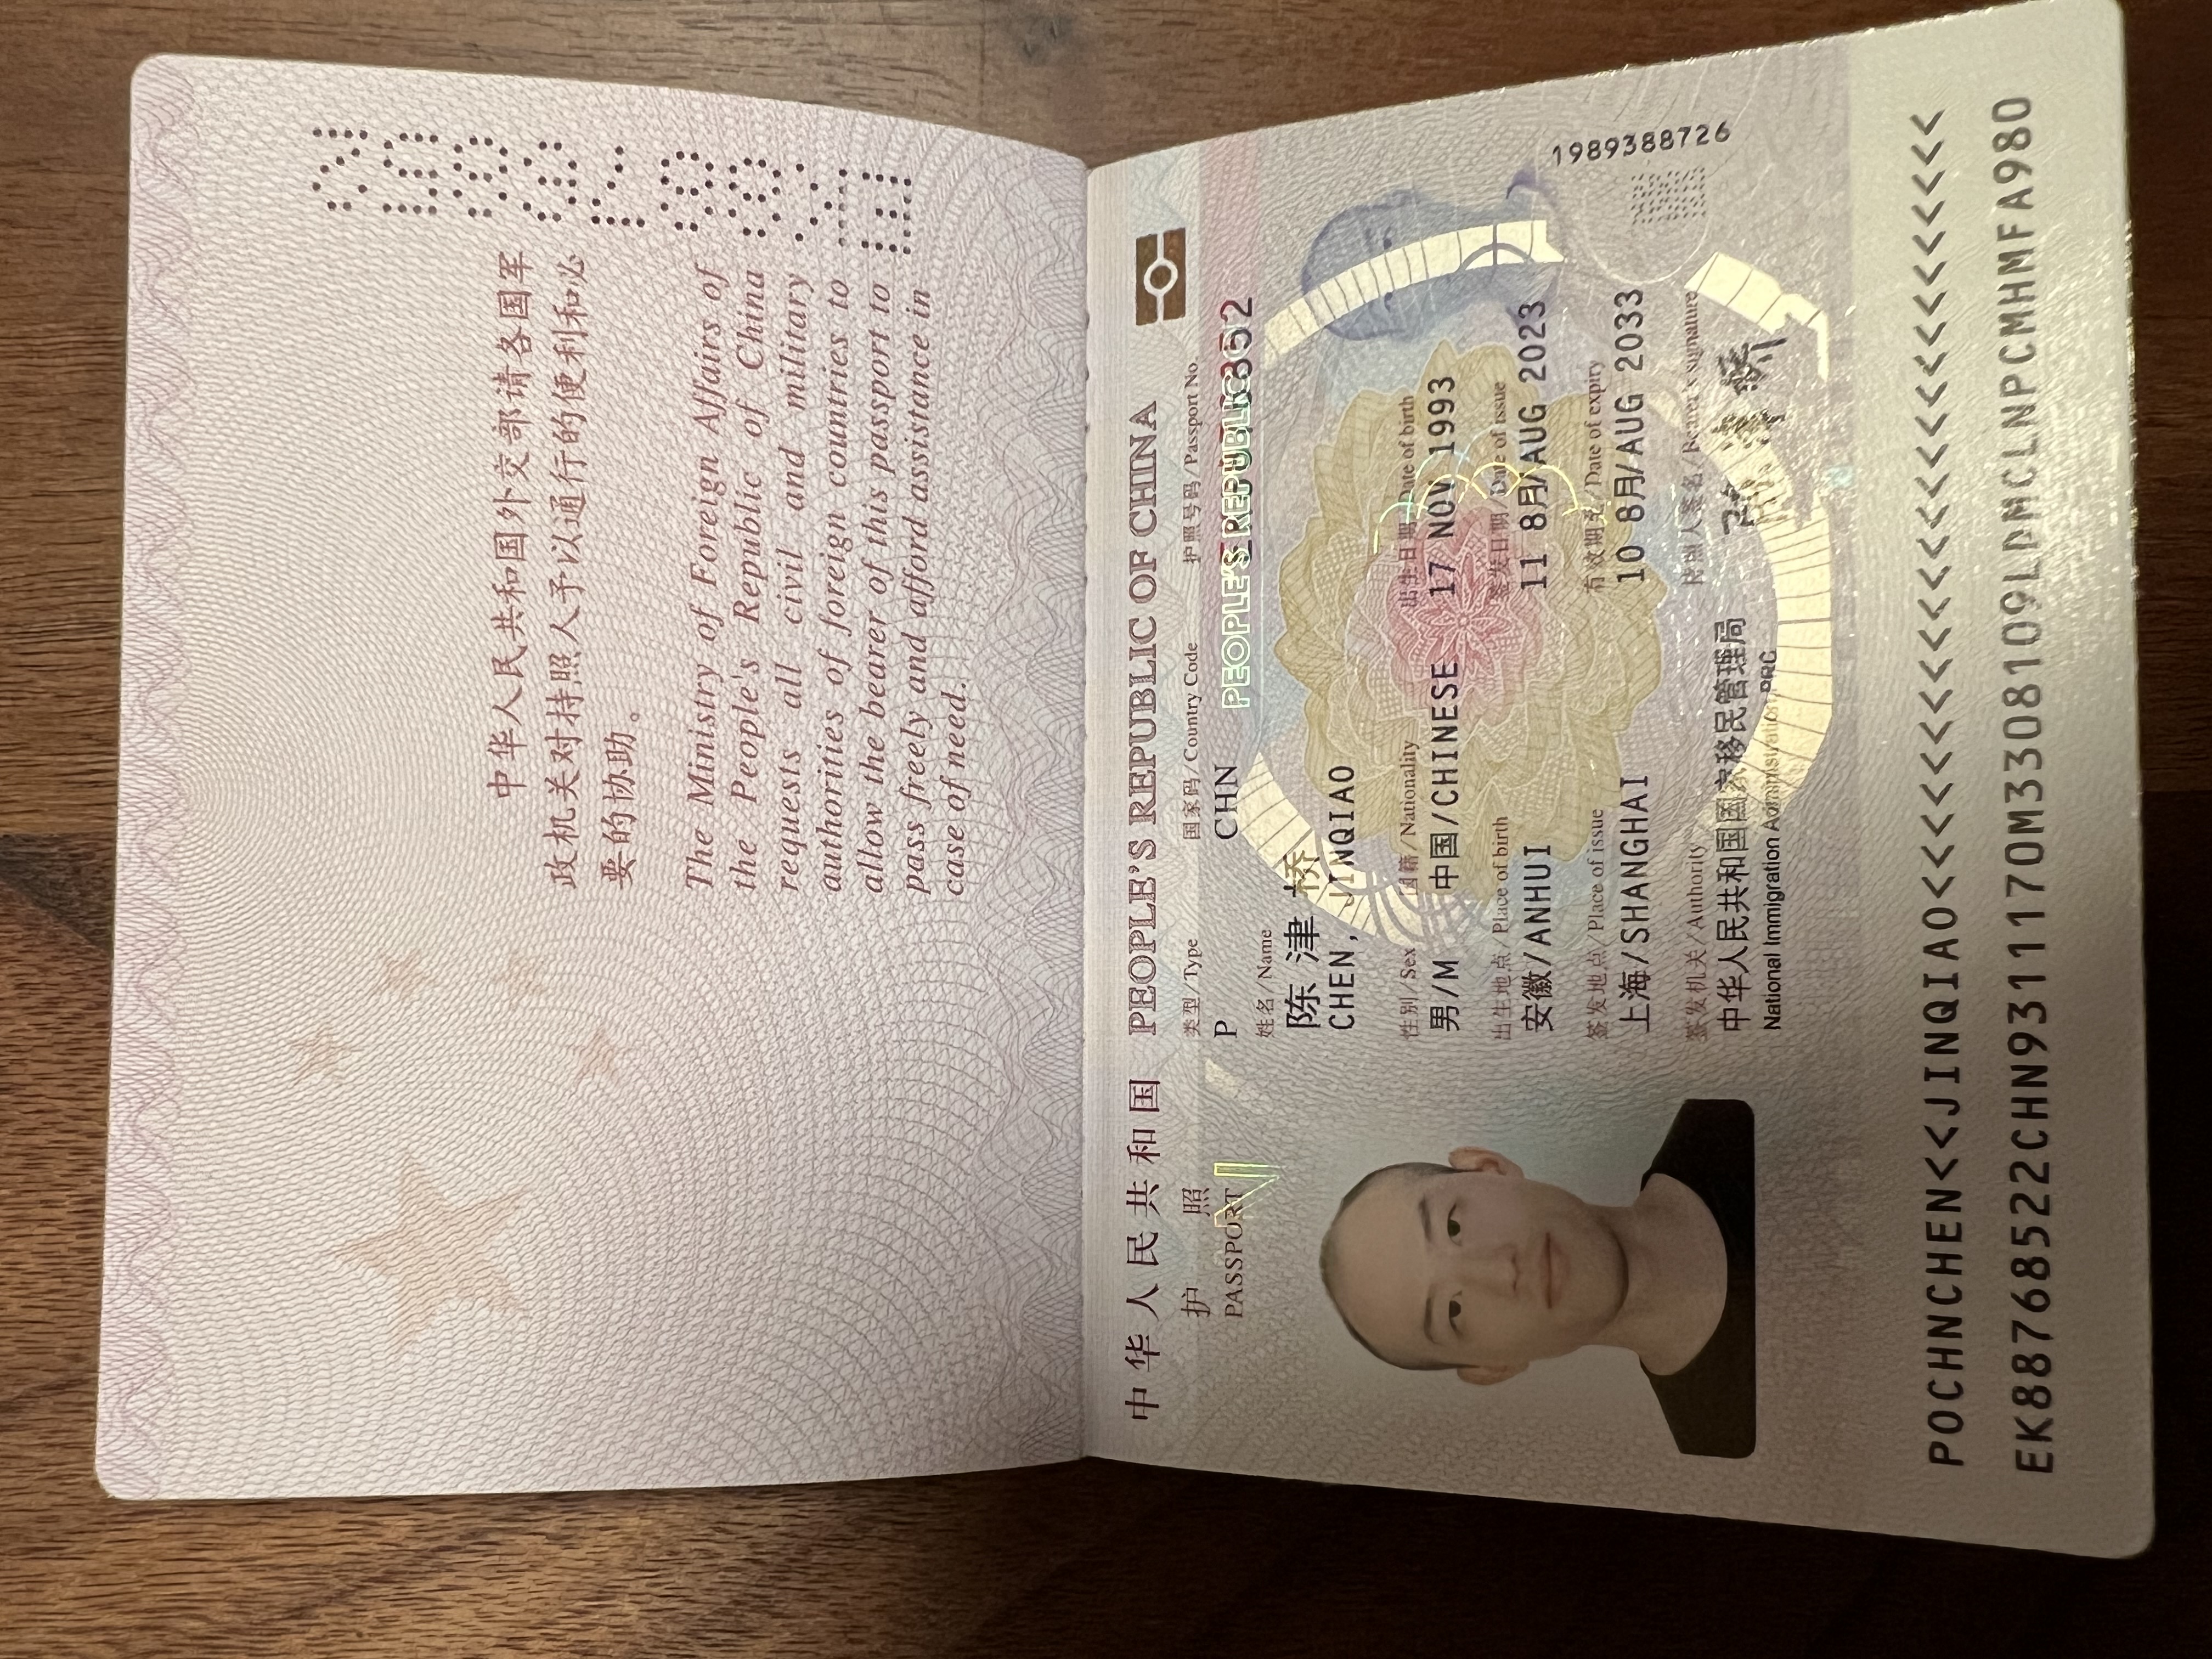 中华人民共和国外交部请各国军
政机关对持照人予以通行的便利和必
要的协助。
The Ministry of Foreign Affairs of
the People's Republic of China
requests all civil and military
authorities of foreign countries to
allow the bearer of this passport to
pass freely and afford assistance in
case of need.
EK8876852
中华人民共和国 PEOPLE'S REPUBLIC OF CHINA
护 照
PASSPORT
类型/Type 国家码/Country Code 护照号码/Passport No.
P CHN PEOPLE'S REPUBLIC OF
姓名/Name
陈津桥
CHEN, JINQIAO
性别/Sex 国籍/Nationality 出生日期/Date of birth
男/M 中国/CHINESE 17 NOV 1993
出生地点/Place of birth 签发日期/Date of issue
安徽/ANHUI 11 8月/AUG 2023
签发地点/Place of issue 有效期至/Date of expiry
上海/SHANGHAI 10 8月/AUG 2033
签发机关/Authority 持照人签名/Bearer's signature
中华人民共和国国家移民管理局 陈津桥
National Immigration Administration,PRC
1989388726
POCHNCHEN<<JINQIAO<<<<<<<<<<<<<<<<<<<<<<<<<<
EK88768522CHN9311170M3308109LDMCLNPCMHMFA980